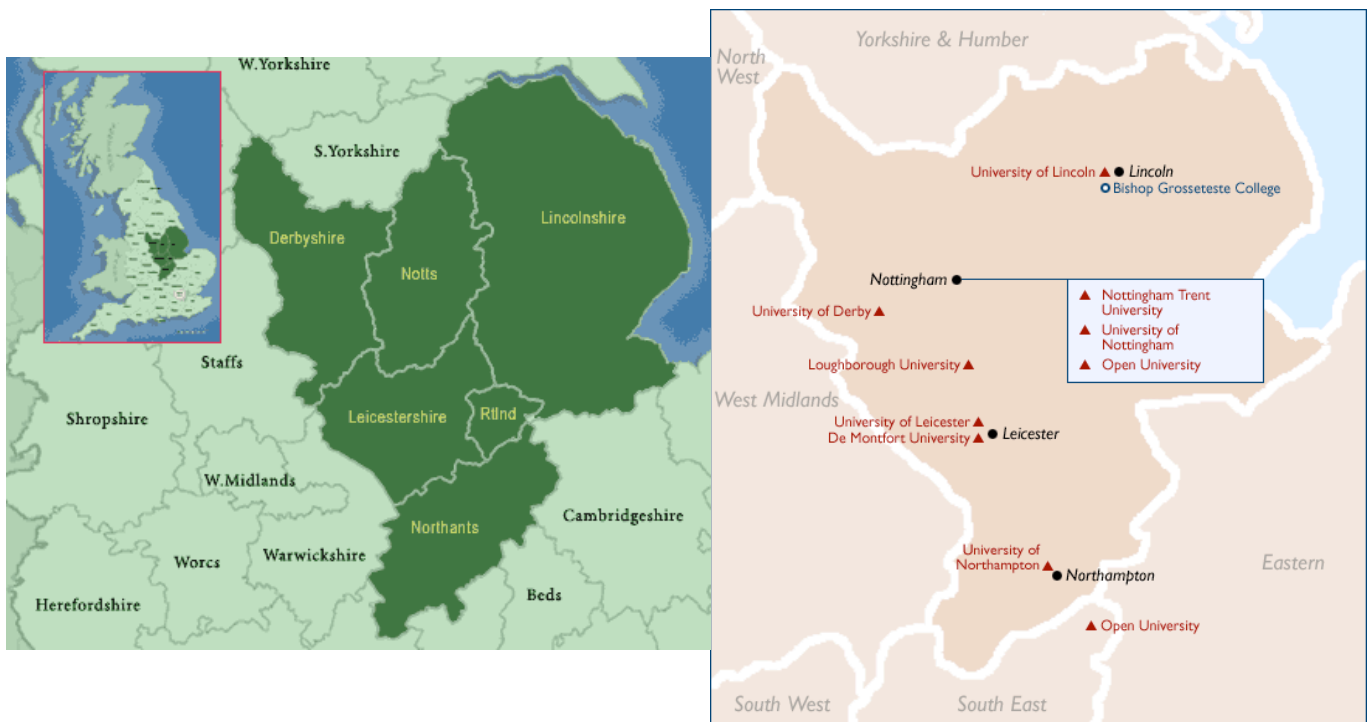 W.Yorkshire
S.Yorkshire
Derbyshire
Lincolnshire
Notts
Staffs
Shropshire
Leicestershire
Rtlnd
W.Midlands
Northants
Cambridgeshire
Worcs
Warwickshire
Herefordshire
Beds
North
West
Yorkshire & Humber
University of Lincoln
Lincoln
Bishop Grosseteste College
Nottingham
Nottingham Trent
University
University of
Nottingham
Open University
University of Derby
Loughborough University
West Midlands
University of Leicester
De Montfort University
Leicester
University of
Northampton
Northampton
Eastern
Open University
South West
South East